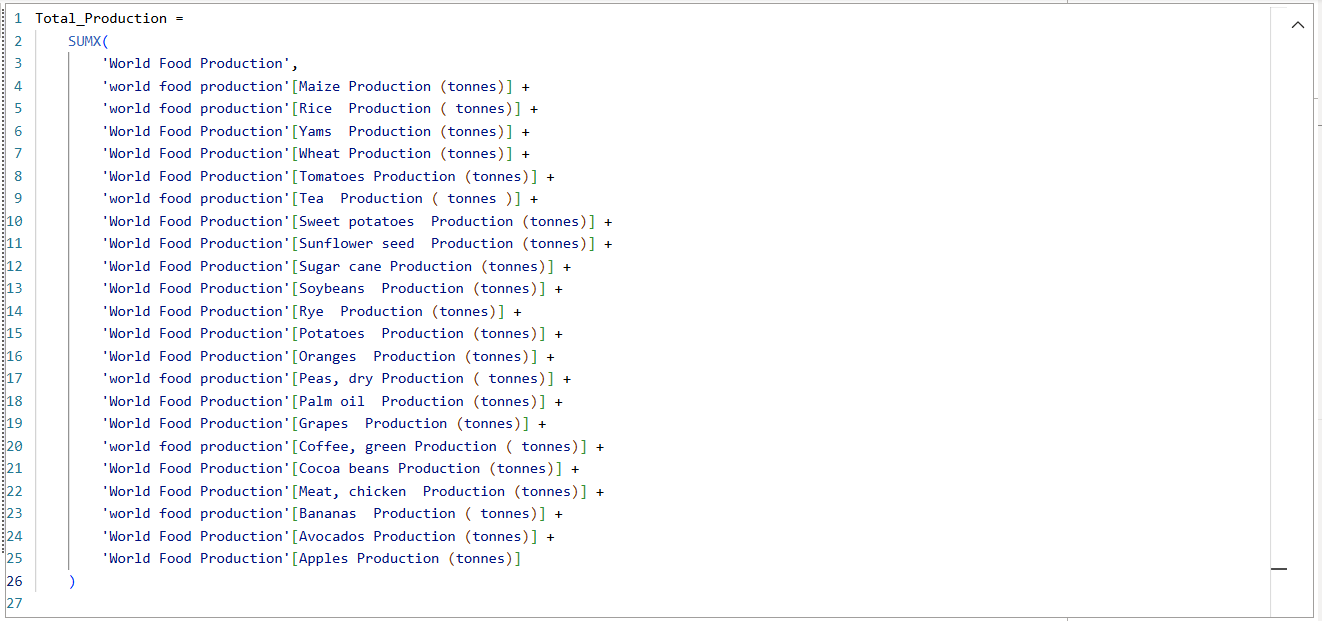 1 Total_Production =
2 SUMX(
3 'World Food Production',
4 'world food production'[Maize Production (tonnes)] +
5 'world food production'[Rice  Production ( tonnes)] +
6 'World Food Production'[Yams  Production (tonnes)] +
7 'World Food Production'[Wheat Production (tonnes)] +
8 'World Food Production'[Tomatoes Production (tonnes)] +
9 'world food production'[Tea  Production ( tonnes )] +
10 'World Food Production'[Sweet potatoes  Production (tonnes)] +
11 'World Food Production'[Sunflower seed  Production (tonnes)] +
12 'World Food Production'[Sugar cane Production (tonnes)] +
13 'World Food Production'[Soybeans  Production (tonnes)] +
14 'World Food Production'[Rye  Production (tonnes)] +
15 'World Food Production'[Potatoes  Production (tonnes)] +
16 'World Food Production'[Oranges  Production (tonnes)] +
17 'world food production'[Peas, dry Production ( tonnes)] +
18 'World Food Production'[Palm oil  Production (tonnes)] +
19 'World Food Production'[Grapes  Production (tonnes)] +
20 'world food production'[Coffee, green Production ( tonnes)] +
21 'World Food Production'[Cocoa beans Production (tonnes)] +
22 'World Food Production'[Meat, chicken  Production (tonnes)] +
23 'world food production'[Bananas  Production ( tonnes)] +
24 'World Food Production'[Avocados Production (tonnes)] +
25 'World Food Production'[Apples Production (tonnes)]
26 )
27